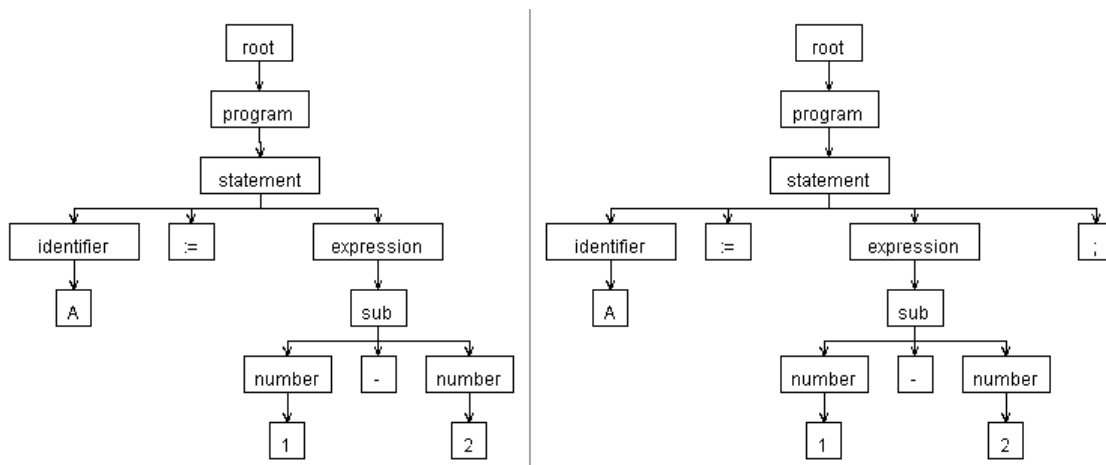 root
program
statement
identifier := expression
A sub
number - number
1 2
root
program
statement
identifier := expression ;
A sub
number - number
1 2